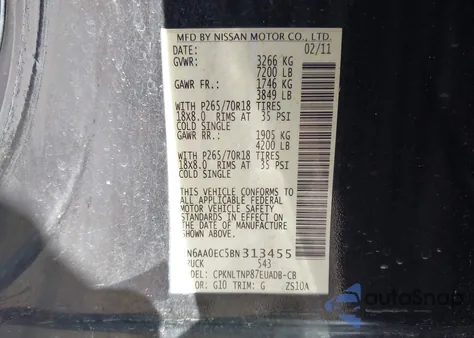 MFD BY NISSAN MOTOR CO., LTD.
DATE: 02/11
GVWR: 3266 KG
7200 LB
GAWR FR.: 1746 KG
3849 LB
WITH P265/70R18 TIRES
18x8.0 RIMS AT 35 PSI
COLD SINGLE
GAWR RR.: 1905 KG
4200 LB
WITH P265/70R18 TIRES
18x8.0 RIMS AT 35 PSI
COLD SINGLE
THIS VEHICLE CONFORMS TO
ALL APPLICABLE FEDERAL
MOTOR VEHICLE SAFETY
STANDARDS IN EFFECT ON
THE DATE OF MANUFACTURE
N6AA0EC5BN313455
RUCK 543
DEL: CPKNLTNP87EUADB-CB
OR: G10 TRIM: G ZS10A
autoSnap